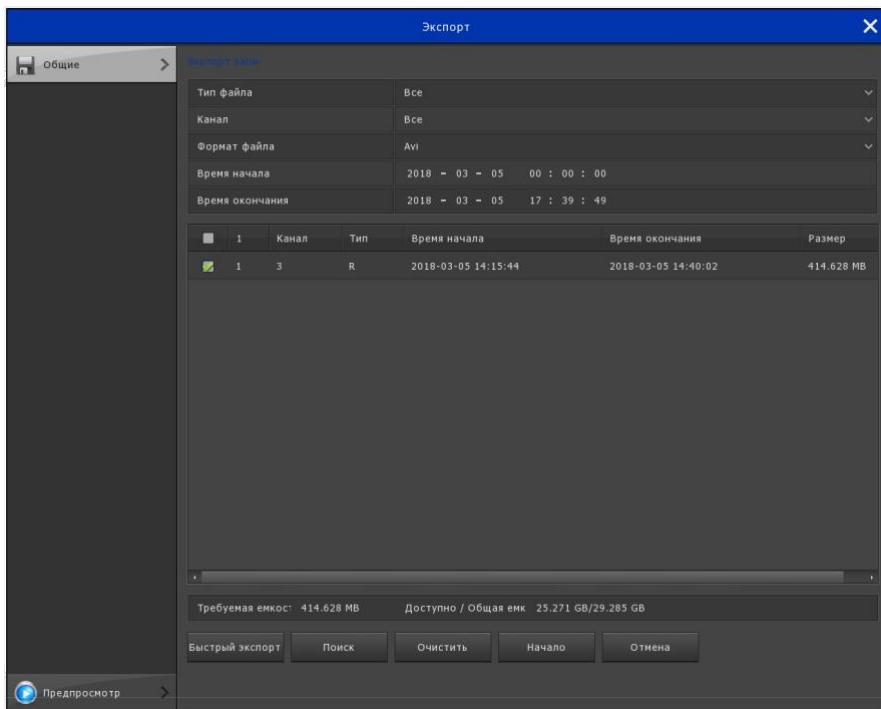 Экспорт
Общие
Экспорт запи
Тип файла Все
Канал Все
Формат файла Avi
Время начала 2018 - 03 - 05 00 : 00 : 00
Время окончания 2018 - 03 - 05 17 : 39 : 49
1 Канал Тип Время начала Время окончания Размер
1 3 R 2018-03-05 14:15:44 2018-03-05 14:40:02 414.628 MB
Требуемая емкос 414.628 MB Доступно / Общая емк 25.271 GB/29.285 GB
Быстрый экспорт Поиск Очистить Начало Отмена
Предпросмотр